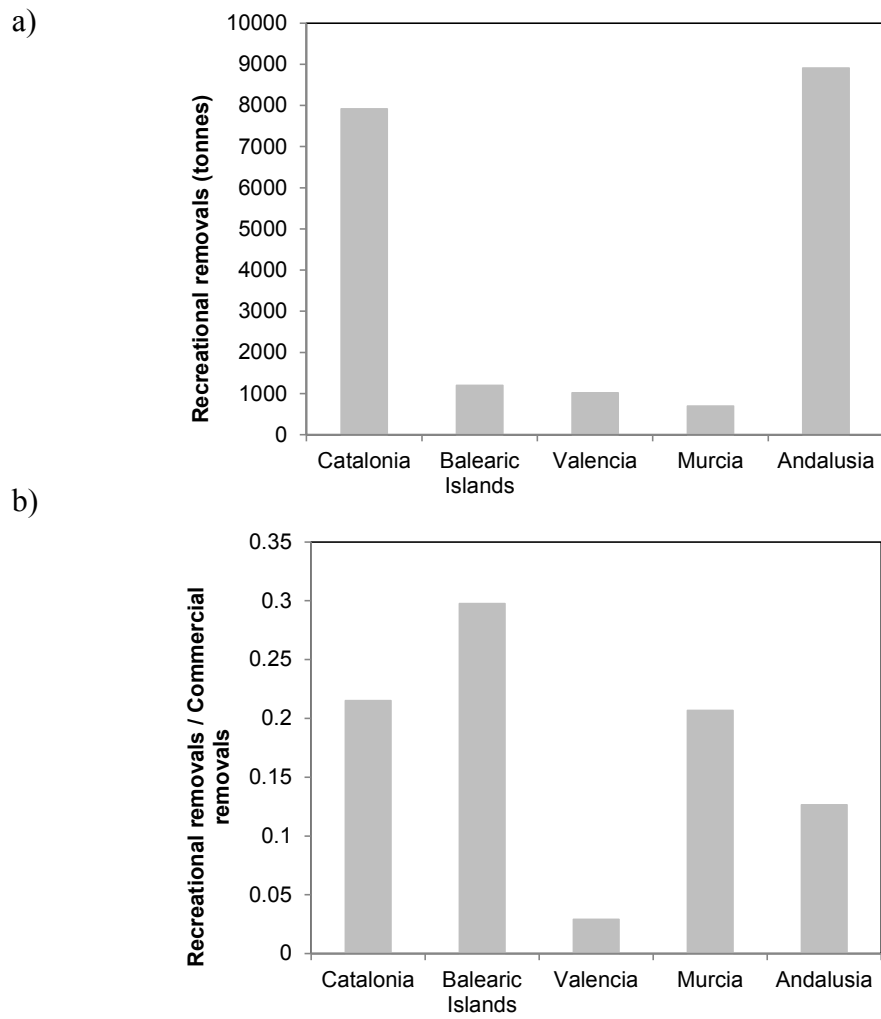 a)
Recreational removals (tonnes)
10000
9000
8000
7000
6000
5000
4000
3000
2000
1000
0
Catalonia
Balearic
Islands
Valencia
Murcia
Andalusia
b)
Recreational removals / Commercial
removals
0.35
0.3
0.25
0.2
0.15
0.1
0.05
0
Catalonia
Balearic
Islands
Valencia
Murcia
Andalusia